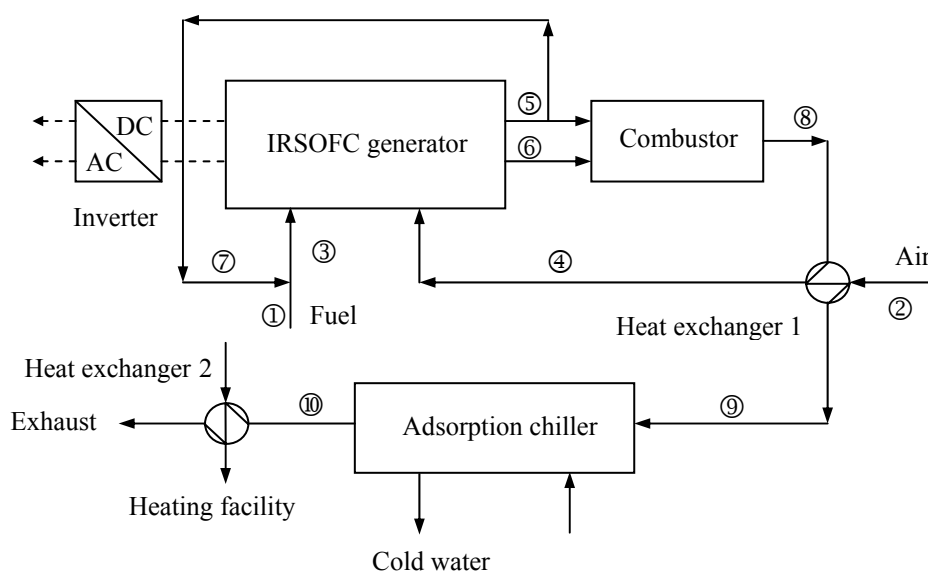 ⑤
⑧
DC
IRSOFC generator
Combustor
AC
⑥
Inverter
③
⑦
④
Air
①
Fuel
Heat exchanger 1
②
Heat exchanger 2
Exhaust
⑩
Adsorption chiller
⑨
Heating facility
Cold water